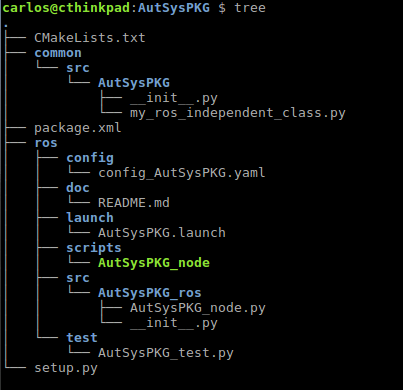 carlos@cthinkpad:AutSysPKG $ tree
.
├── CMakeLists.txt
├── common
│   └── src
│       └── AutSysPKG
│           ├── __init__.py
│           └── my_ros_independent_class.py
├── package.xml
├── ros
│   ├── config
│   │   └── config_AutSysPKG.yaml
│   ├── doc
│   │   └── README.md
│   ├── launch
│   │   └── AutSysPKG.launch
│   ├── scripts
│   │   └── AutSysPKG_node
│   ├── src
│   │   └── AutSysPKG_ros
│   │       ├── AutSysPKG_node.py
│   │       └── __init__.py
│   └── test
│       └── AutSysPKG_test.py
└── setup.py